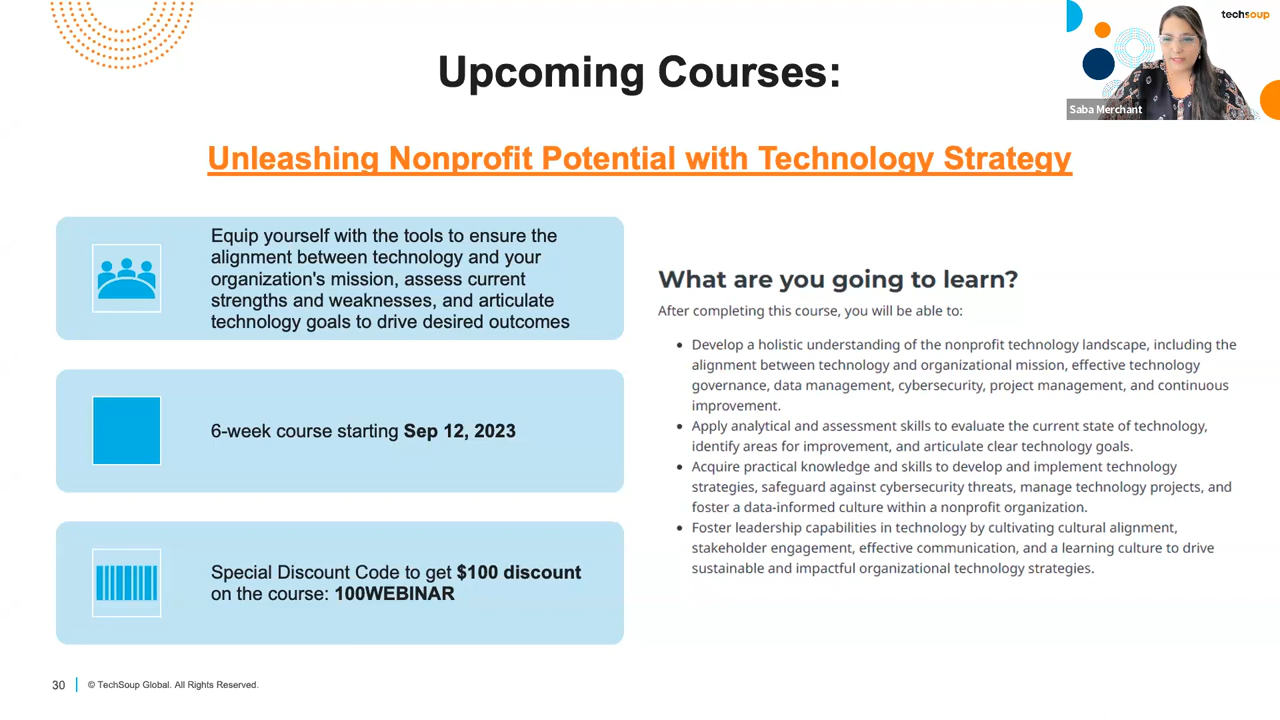 techsoup
Saba Merchant
Upcoming Courses:
Unleashing Nonprofit Potential with Technology Strategy
Equip yourself with the tools to ensure the
alignment between technology and your
organization's mission, assess current
strengths and weaknesses, and articulate
technology goals to drive desired outcomes
6-week course starting Sep 12, 2023
Special Discount Code to get $100 discount
on the course: 100WEBINAR
What are you going to learn?
After completing this course, you will be able to:
• Develop a holistic understanding of the nonprofit technology landscape, including the
alignment between technology and organizational mission, effective technology
governance, data management, cybersecurity, project management, and continuous
improvement.
• Apply analytical and assessment skills to evaluate the current state of technology,
identify areas for improvement, and articulate clear technology goals.
• Acquire practical knowledge and skills to develop and implement technology
strategies, safeguard against cybersecurity threats, manage technology projects, and
foster a data-informed culture within a nonprofit organization.
• Foster leadership capabilities in technology by cultivating cultural alignment,
stakeholder engagement, effective communication, and a learning culture to drive
sustainable and impactful organizational technology strategies.
30
© TechSoup Global. All Rights Reserved.